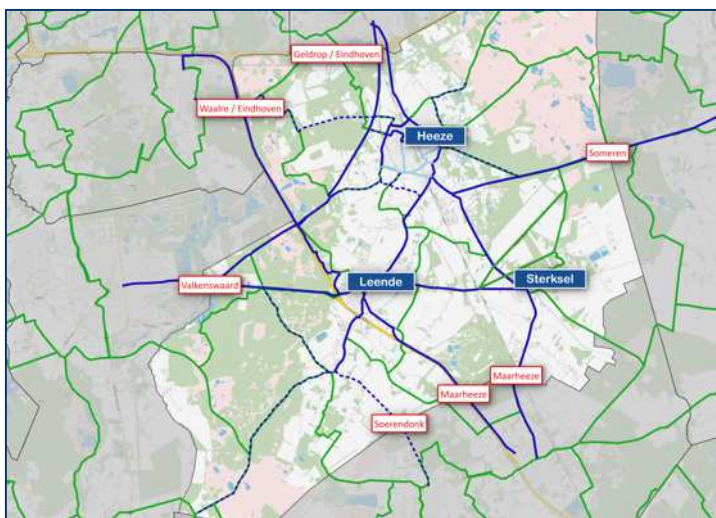 Geldrop / Eindhoven
Waalre / Eindhoven
Heeze
Someren
Valkenswaard
Leende
Sterksel
Maarheeze
Maarheeze
Soerendonk